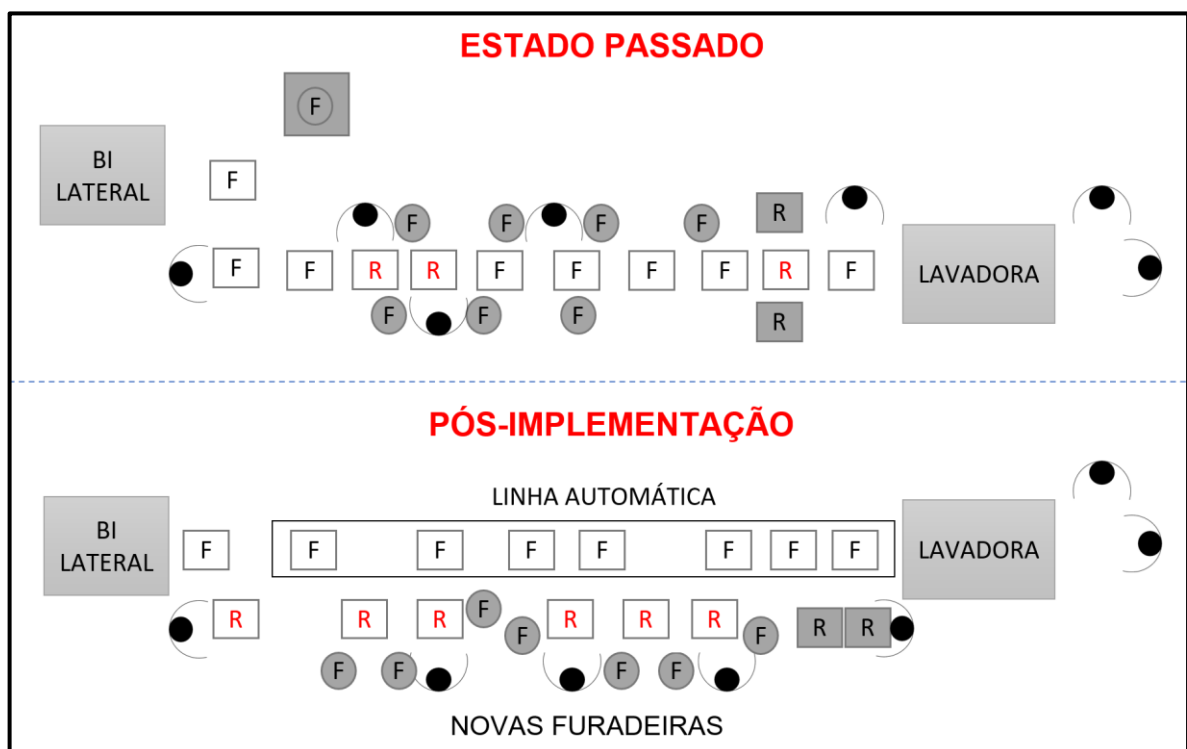 ESTADO PASSADO
F
BI
LATERAL
F
R
F F F F
F F R R F F F F R F
LAVADORA
F F F
R
PÓS-IMPLEMENTAÇÃO
LINHA AUTOMÁTICA
BI
LATERAL
F F F F F F F F
LAVADORA
R R R R R R
F F F
R R
F F F F
NOVAS FURADEIRAS